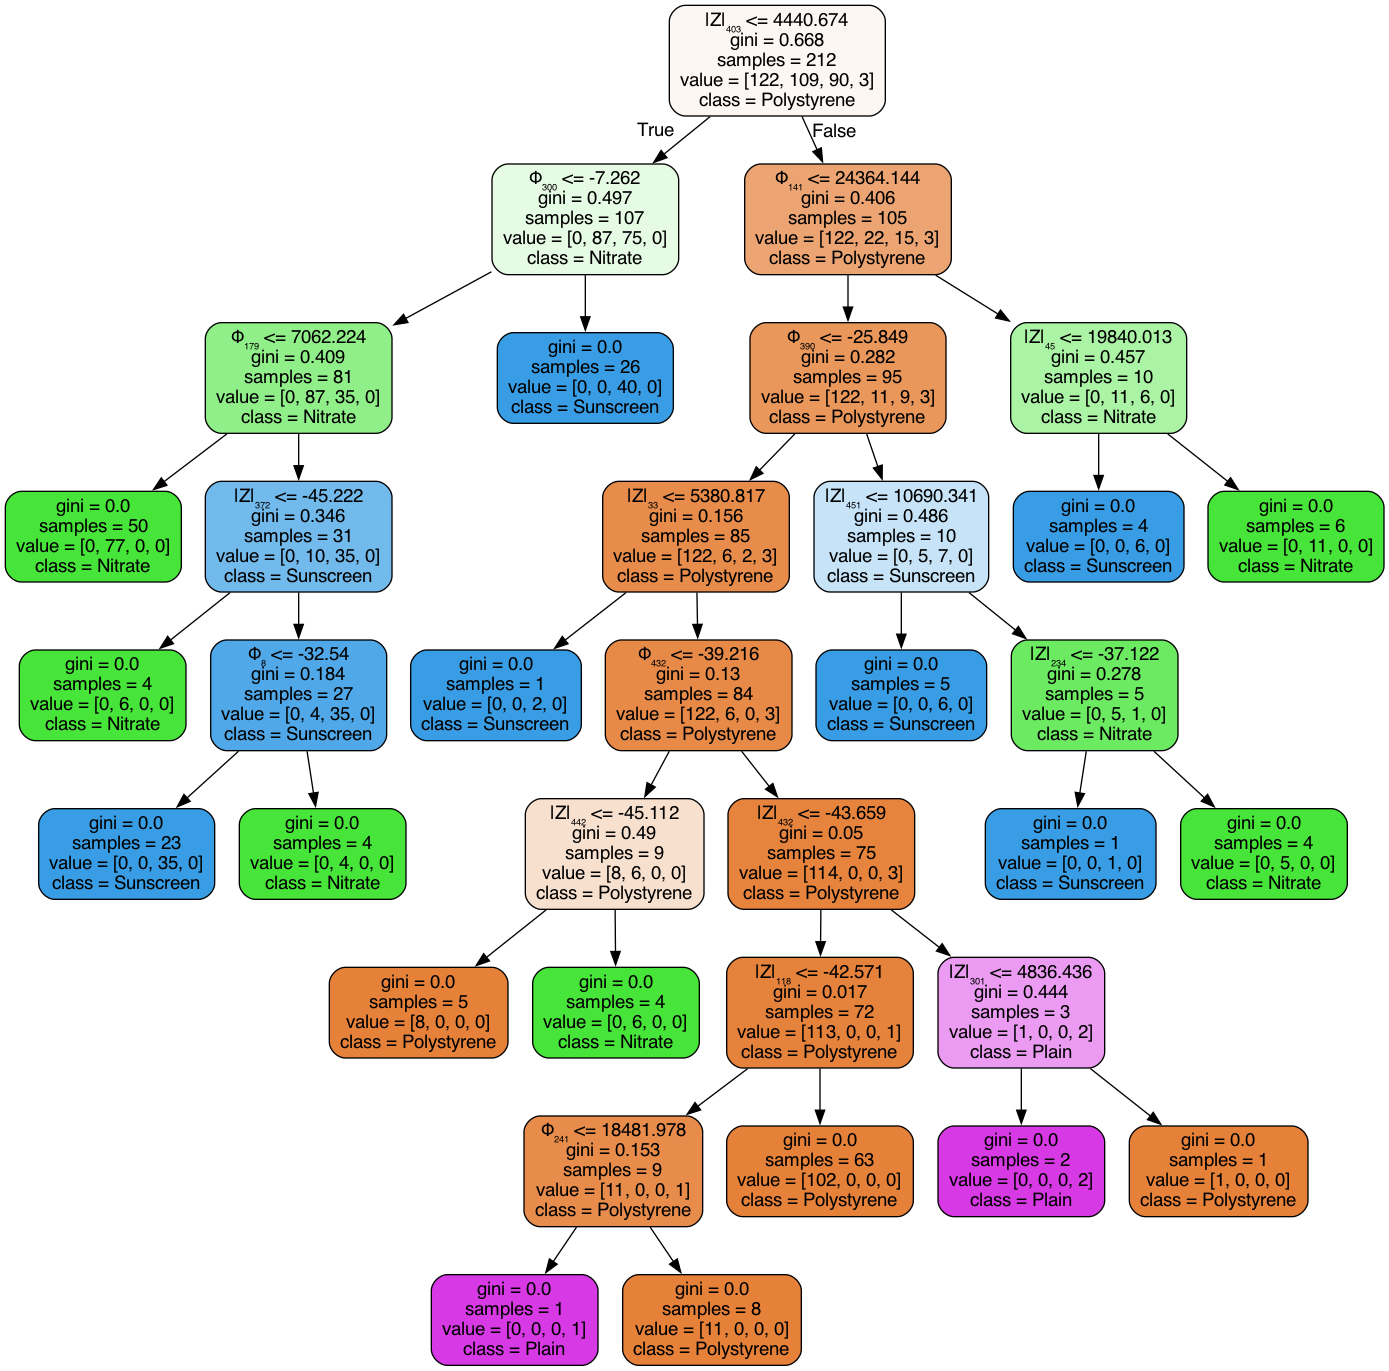 |Z|403 <= 4440.674
gini = 0.668
samples = 212
value = [122, 109, 90, 3]
class = Polystyrene
True
False
Φ300 <= -7.262
gini = 0.497
samples = 107
value = [0, 87, 75, 0]
class = Nitrate
Φ141 <= 24364.144
gini = 0.406
samples = 105
value = [122, 22, 15, 3]
class = Polystyrene
Φ179 <= 7062.224
gini = 0.409
samples = 81
value = [0, 87, 35, 0]
class = Nitrate
gini = 0.0
samples = 26
value = [0, 0, 40, 0]
class = Sunscreen
Φ390 <= -25.849
gini = 0.282
samples = 95
value = [122, 11, 9, 3]
class = Polystyrene
|Z|45 <= 19840.013
gini = 0.457
samples = 10
value = [0, 11, 6, 0]
class = Nitrate
gini = 0.0
samples = 50
value = [0, 77, 0, 0]
class = Nitrate
|Z|372 <= -45.222
gini = 0.346
samples = 31
value = [0, 10, 35, 0]
class = Sunscreen
|Z|33 <= 5380.817
gini = 0.156
samples = 85
value = [122, 6, 2, 3]
class = Polystyrene
|Z|451 <= 10690.341
gini = 0.486
samples = 10
value = [0, 5, 7, 0]
class = Sunscreen
gini = 0.0
samples = 4
value = [0, 0, 6, 0]
class = Sunscreen
gini = 0.0
samples = 6
value = [0, 11, 0, 0]
class = Nitrate
gini = 0.0
samples = 4
value = [0, 6, 0, 0]
class = Nitrate
Φ8 <= -32.54
gini = 0.184
samples = 27
value = [0, 4, 35, 0]
class = Sunscreen
gini = 0.0
samples = 1
value = [0, 0, 2, 0]
class = Sunscreen
Φ432 <= -39.216
gini = 0.13
samples = 84
value = [122, 6, 0, 3]
class = Polystyrene
gini = 0.0
samples = 5
value = [0, 0, 6, 0]
class = Sunscreen
|Z|234 <= -37.122
gini = 0.278
samples = 5
value = [0, 5, 1, 0]
class = Nitrate
gini = 0.0
samples = 23
value = [0, 0, 35, 0]
class = Sunscreen
gini = 0.0
samples = 4
value = [0, 4, 0, 0]
class = Nitrate
|Z|442 <= -45.112
gini = 0.49
samples = 9
value = [8, 6, 0, 0]
class = Polystyrene
|Z|432 <= -43.659
gini = 0.05
samples = 75
value = [114, 0, 0, 3]
class = Polystyrene
gini = 0.0
samples = 1
value = [0, 0, 1, 0]
class = Sunscreen
gini = 0.0
samples = 4
value = [0, 5, 0, 0]
class = Nitrate
gini = 0.0
samples = 5
value = [8, 0, 0, 0]
class = Polystyrene
gini = 0.0
samples = 4
value = [0, 6, 0, 0]
class = Nitrate
|Z|118 <= -42.571
gini = 0.017
samples = 72
value = [113, 0, 0, 1]
class = Polystyrene
|Z|301 <= 4836.436
gini = 0.444
samples = 3
value = [1, 0, 0, 2]
class = Plain
Φ241 <= 18481.978
gini = 0.153
samples = 9
value = [11, 0, 0, 1]
class = Polystyrene
gini = 0.0
samples = 63
value = [102, 0, 0, 0]
class = Polystyrene
gini = 0.0
samples = 2
value = [0, 0, 0, 2]
class = Plain
gini = 0.0
samples = 1
value = [1, 0, 0, 0]
class = Polystyrene
gini = 0.0
samples = 1
value = [0, 0, 0, 1]
class = Plain
gini = 0.0
samples = 8
value = [11, 0, 0, 0]
class = Polystyrene